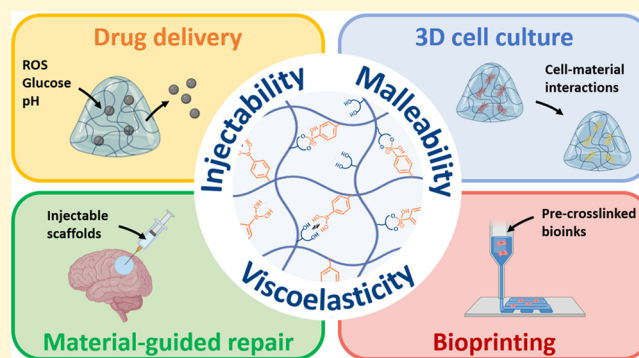 Drug delivery
ROS
Glucose
pH
3D cell culture
Cell-material
interactions
Injectability
Malleability
Viscoelasticity
Injectable
scaffolds
Material-guided repair
Pre-crosslinked
bioinks
Bioprinting